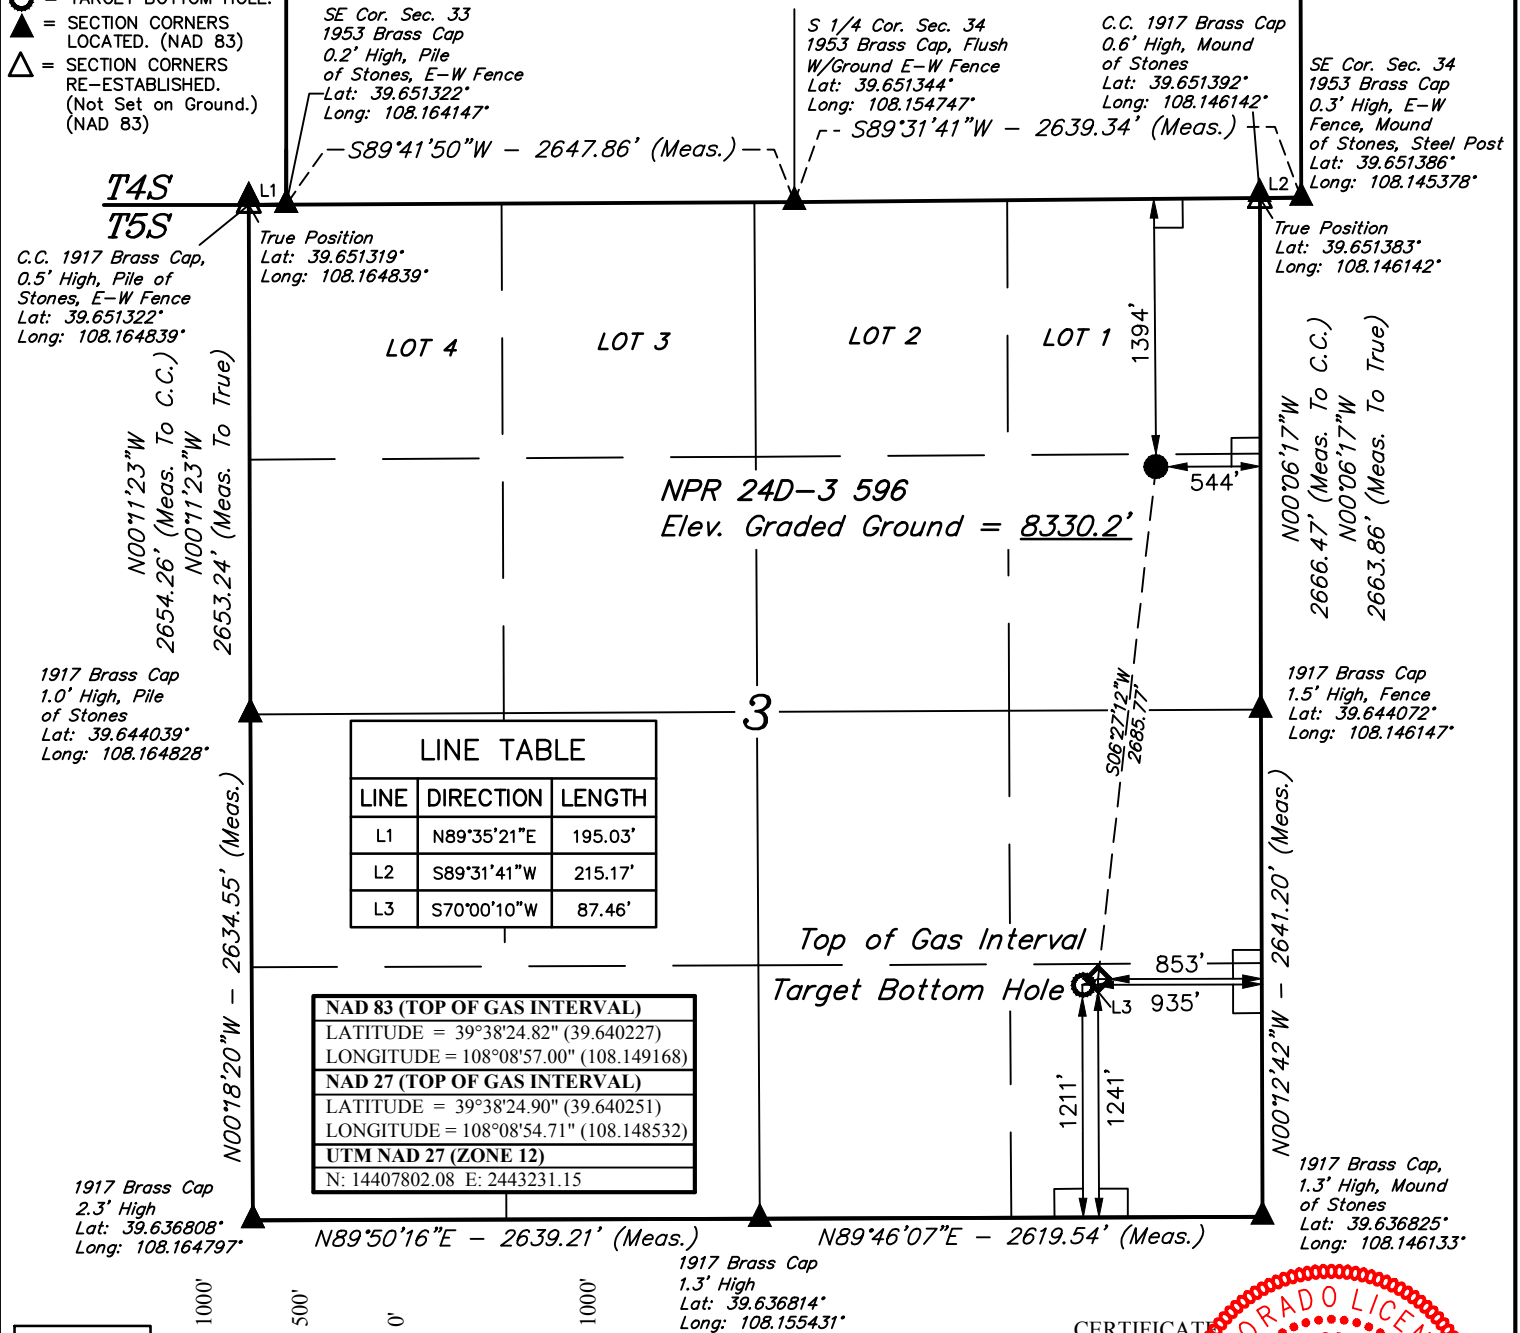 = TARGET BOTTOM HOLE.
= SECTION CORNERS
LOCATED. (NAD 83)
= SECTION CORNERS
RE-ESTABLISHED.
(Not Set on Ground.)
(NAD 83)
SE Cor. Sec. 33
1953 Brass Cap
0.2' High, Pile
of Stones, E-W Fence
Lat: 39.651322°
Long: 108.164147°
S 1/4 Cor. Sec. 34
1953 Brass Cap, Flush
W/Ground E-W Fence
Lat: 39.651344°
Long: 108.154747°
C.C. 1917 Brass Cap
0.6' High, Mound
of Stones
Lat: 39.651392°
Long: 108.146142°
SE Cor. Sec. 34
1953 Brass Cap
0.3' High, E-W
Fence, Mound
of Stones, Steel Post
Lat: 39.651386°
Long: 108.145378°
S89°41'50"W - 2647.86' (Meas.)
S89°31'41"W - 2639.34' (Meas.)
T4S
T5S
L1
L2
C.C. 1917 Brass Cap,
0.5' High, Pile of
Stones, E-W Fence
Lat: 39.651322°
Long: 108.164839°
True Position
Lat: 39.651319°
Long: 108.164839°
True Position
Lat: 39.651383°
Long: 108.146142°
LOT 4
LOT 3
LOT 2
LOT 1
1394'
544'
N00°11'23"W
2654.26' (Meas. To C.C.)
N00°11'23"W
2653.24' (Meas. To True)
N00°06'17"W
2666.47' (Meas. To C.C.)
N00°06'17"W
2663.86' (Meas. To True)
NPR 24D-3 596
Elev. Graded Ground = 8330.2'
1917 Brass Cap
1.0' High, Pile
of Stones
Lat: 39.644039°
Long: 108.164828°
1917 Brass Cap
1.5' High, Fence
Lat: 39.644072°
Long: 108.146147°
3
S06°27'12"W
2685.77'
LINE TABLE
LINE DIRECTION LENGTH
L1 N89°35'21"E 195.03'
L2 S89°31'41"W 215.17'
L3 S70°00'10"W 87.46'
N00°18'20"W - 2634.55' (Meas.)
N00°12'42"W - 2641.20' (Meas.)
Top of Gas Interval
Target Bottom Hole
853'
935'
L3
1211'
1241'
NAD 83 (TOP OF GAS INTERVAL)
LATITUDE = 39°38'24.82" (39.640227)
LONGITUDE = 108°08'57.00" (108.149168)
NAD 27 (TOP OF GAS INTERVAL)
LATITUDE = 39°38'24.90" (39.640251)
LONGITUDE = 108°08'54.71" (108.148532)
UTM NAD 27 (ZONE 12)
N: 14407802.08 E: 2443231.15
1917 Brass Cap
2.3' High
Lat: 39.636808°
Long: 108.164797°
N89°50'16"E - 2639.21' (Meas.)
N89°46'07"E - 2619.54' (Meas.)
1917 Brass Cap,
1.3' High, Mound
of Stones
Lat: 39.636825°
Long: 108.146133°
1917 Brass Cap
1.3' High
Lat: 39.636814°
Long: 108.155431°
1000'
500'
0'
1000'
CERTIFICATE
ORADO LICEN